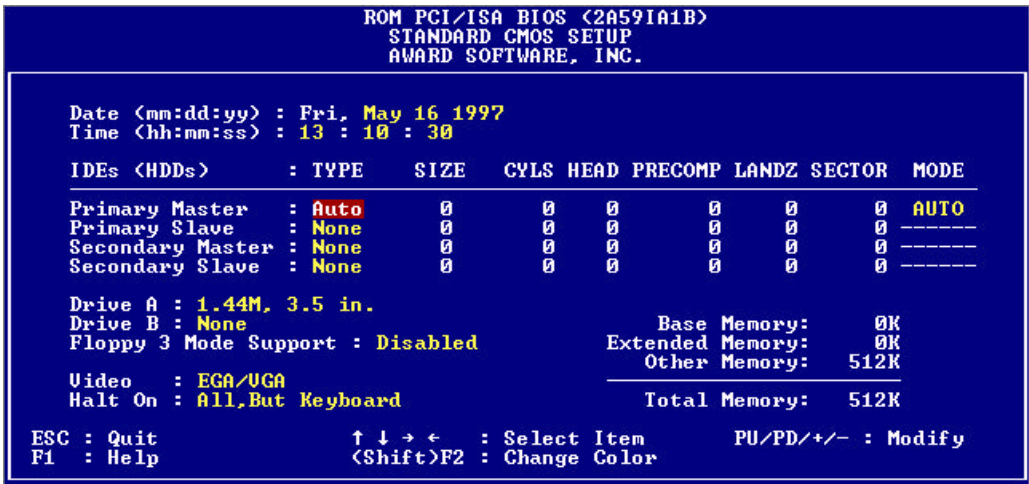 ROM PCI/ISA BIOS (2A59IA1B)
STANDARD CMOS SETUP
AWARD SOFTWARE, INC.
Date (mm:dd:yy) : Fri, May 16 1997
Time (hh:mm:ss) : 13 : 10 : 30
IDEs (HDDs) : TYPE SIZE CYLS HEAD PRECOMP LANDZ SECTOR MODE
Primary Master : Auto 0 0 0 0 0 0 AUTO
Primary Slave : None 0 0 0 0 0 0 ------
Secondary Master : None 0 0 0 0 0 0 ------
Secondary Slave : None 0 0 0 0 0 0 ------
Drive A : 1.44M, 3.5 in.
Drive B : None
Floppy 3 Mode Support : Disabled
Video : EGA/VGA
Halt On : All,But Keyboard
Base Memory: 0K
Extended Memory: 0K
Other Memory: 512K
Total Memory: 512K
ESC : Quit ↑ ↓ → ← : Select Item PU/PD/+/- : Modify
F1 : Help (Shift)F2 : Change Color